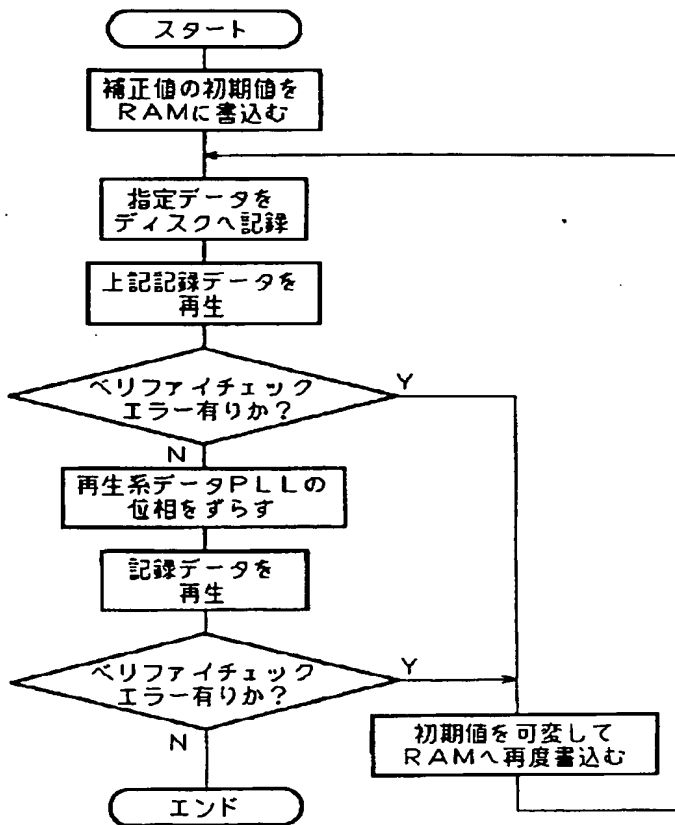 スタート
補正値の初期値を
RAMに書込む
指定データを
ディスクへ記録
上記記録データを
再生
ベリファイチェック
エラー有りか？
Y
N
再生系データPLLの
位相をずらす
記録データを
再生
ベリファイチェック
エラー有りか？
Y
N
初期値を可変して
RAMへ再度書込む
エンド